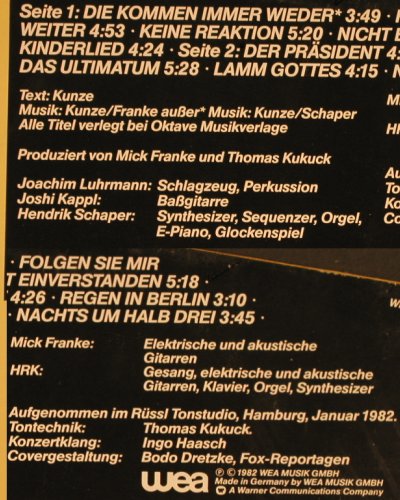 Seite 1: DIE KOMMEN IMMER WIEDER* 3:49 ·
WEITER 4:53 · KEINE REAKTION 5:20 · NICHT E
KINDERLIED 4:24 · Seite 2: DER PRÄSIDENT 4:
DAS ULTIMATUM 5:28 · LAMM GOTTES 4:15 · N
Text: Kunze
Musik: Kunze/Franke außer* Musik: Kunze/Schaper
Alle Titel verlegt bei Oktave Musikverlage
Mi
HR
Produziert von Mick Franke und Thomas Kukuck
Joachim Luhrmann: Schlagzeug, Perkussion
Joshi Kappl: Baßgitarre
Hendrik Schaper: Synthesizer, Sequenzer, Orgel,
E-Piano, Glockenspiel
Au
To
Ko
Co
· FOLGEN SIE MIR
T EINVERSTANDEN 5:18 ·
4:26 · REGEN IN BERLIN 3:10 ·
· NACHTS UM HALB DREI 3:45 ·
Mick Franke: Elektrische und akustische
Gitarren
HRK: Gesang, elektrische und akustische
Gitarren, Klavier, Orgel, Synthesizer
Aufgenommen im Rüssl Tonstudio, Hamburg, Januar 1982.
Tontechnik: Thomas Kukuck.
Konzertklang: Ingo Haasch
Covergestaltung: Bodo Dretzke, Fox-Reportagen
wea
℗ © 1982 WEA MUSIK GMBH
Made in Germany by WEA MUSIK GMBH
A Warner Communications Company